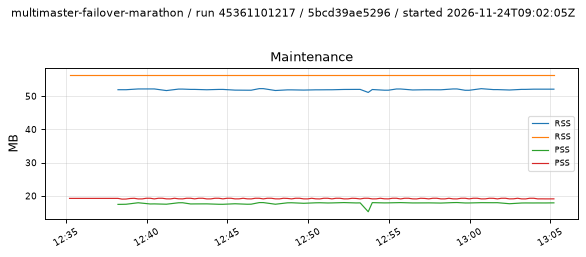 multimaster-failover-marathon / run 45361101217 / 5bcd39ae5296 / started 2026-11-24T09:02:05Z
Maintenance
MB
50
40
30
20
12:35
12:40
12:45
12:50
12:55
13:00
13:05
RSS
RSS
PSS
PSS